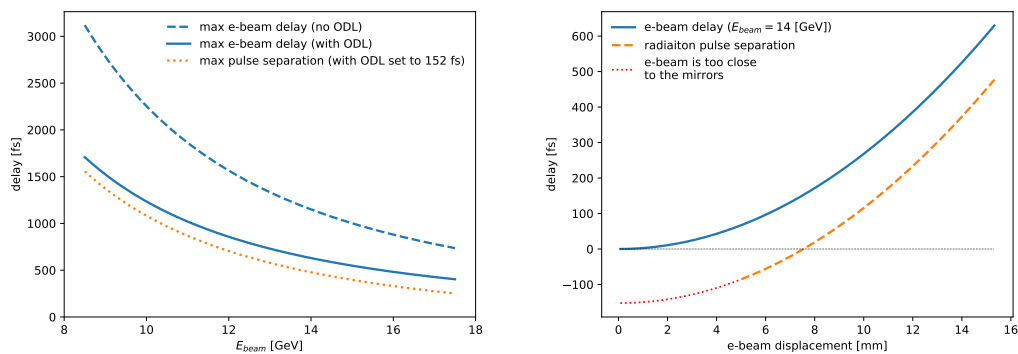 max e-beam delay (no ODL)
max e-beam delay (with ODL)
max pulse separation (with ODL set to 152 fs)
3000
2500
2000
1500
1000
500
0
delay [fs]
8
10
12
14
16
18
E_beam [GeV]
e-beam delay (E_beam = 14 [GeV])
radiaiton pulse separation
e-beam is too close
to the mirrors
600
500
400
300
200
100
0
−100
delay [fs]
0
2
4
6
8
10
12
14
16
e-beam displacement [mm]